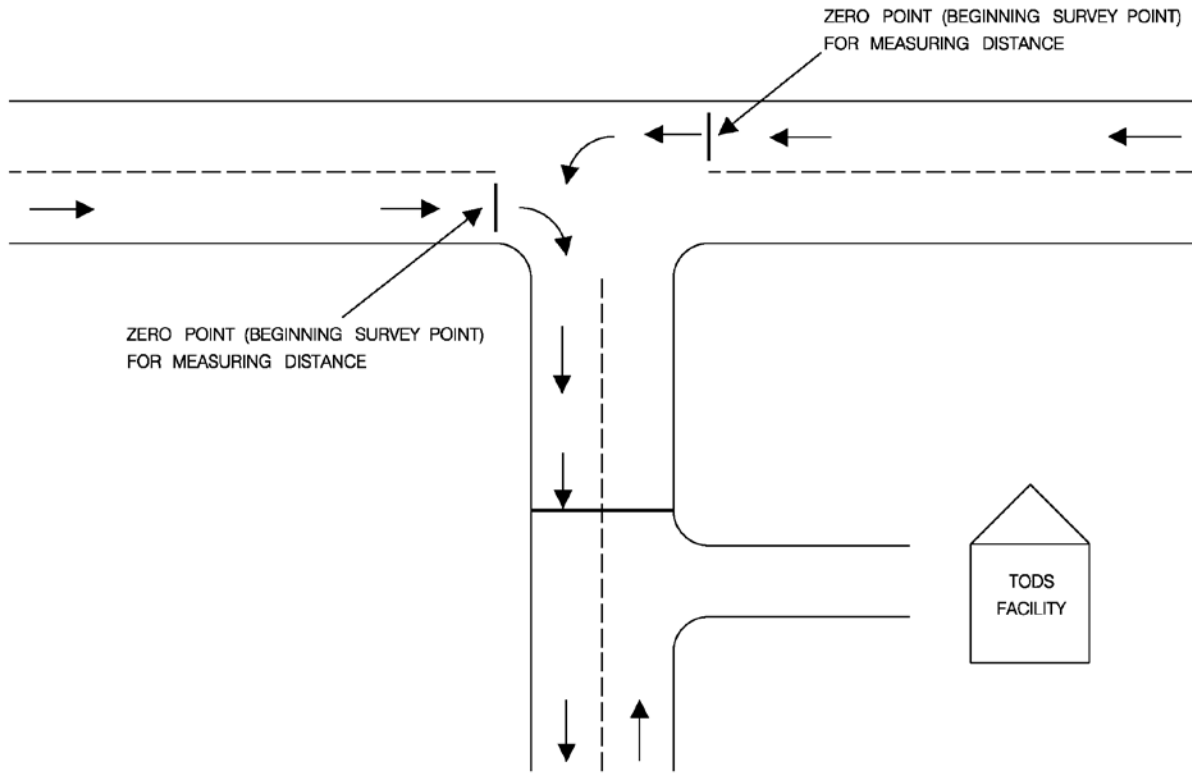 ZERO POINT (BEGINNING SURVEY POINT)
FOR MEASURING DISTANCE
ZERO POINT (BEGINNING SURVEY POINT)
FOR MEASURING DISTANCE
TODS
FACILITY